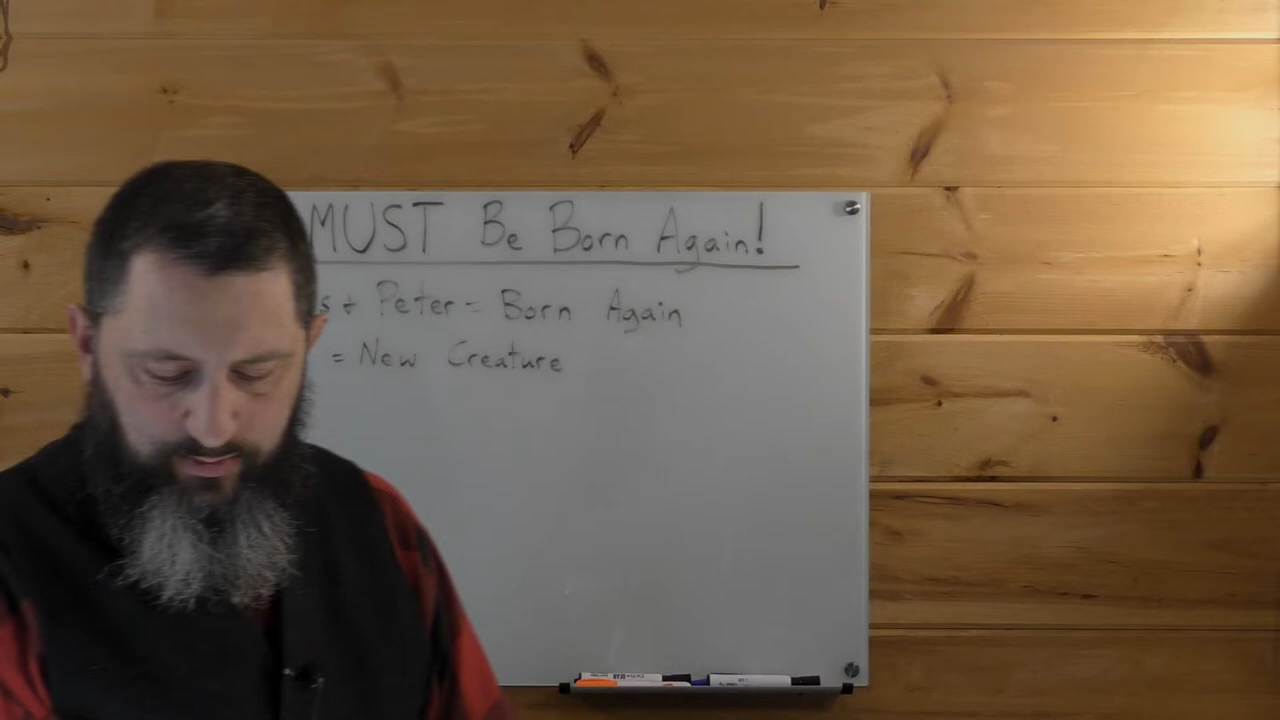 MUST Be Born Again!
s + Peter = Born Again
= New Creature